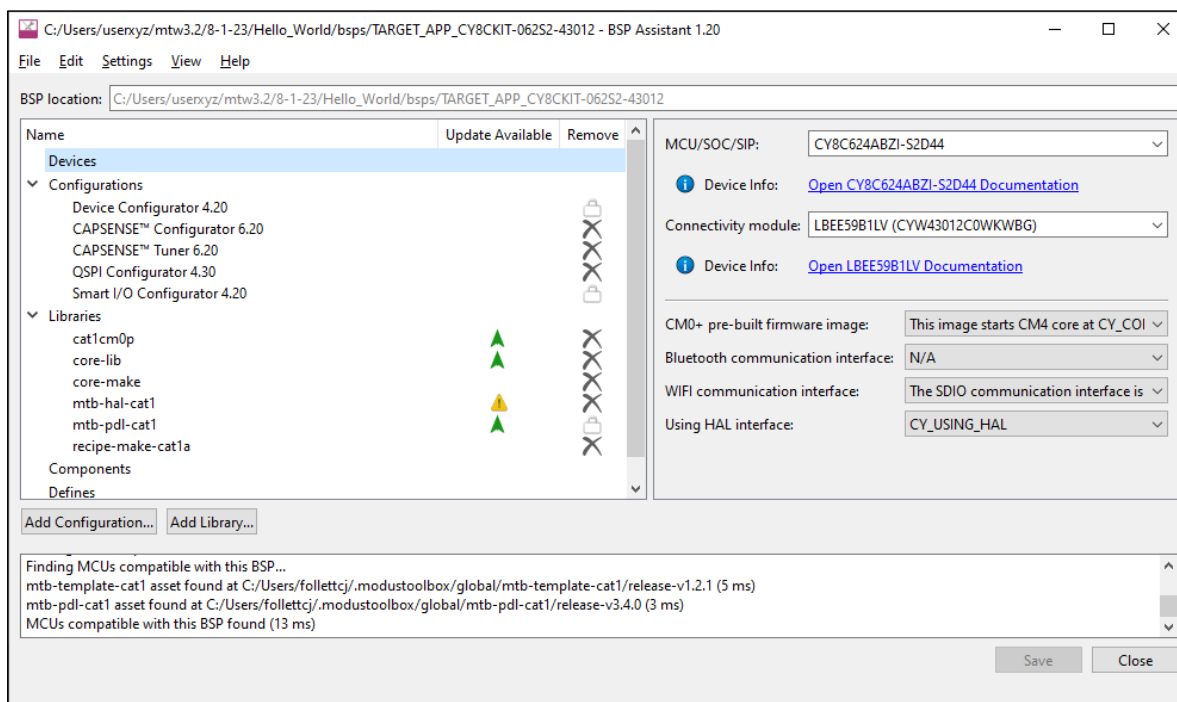 C:/Users/userxyz/mtw3.2/8-1-23/Hello_World/bsps/TARGET_APP_CY8CKIT-062S2-43012 - BSP Assistant 1.20
File Edit Settings View Help
BSP location: C:/Users/userxyz/mtw3.2/8-1-23/Hello_World/bsps/TARGET_APP_CY8CKIT-062S2-43012
Name Update Available Remove
Devices
Configurations
Device Configurator 4.20
CAPSENSE™ Configurator 6.20
CAPSENSE™ Tuner 6.20
QSPI Configurator 4.30
Smart I/O Configurator 4.20
Libraries
cat1cm0p
core-lib
core-make
mtb-hal-cat1
mtb-pdl-cat1
recipe-make-cat1a
Components
Defines
MCU/SOC/SIP: CY8C624ABZI-S2D44
Device Info: Open CY8C624ABZI-S2D44 Documentation
Connectivity module: LBEE59B1LV (CYW43012C0WKWBG)
Device Info: Open LBEE59B1LV Documentation
CM0+ pre-built firmware image: This image starts CM4 core at CY_COI
Bluetooth communication interface: N/A
WIFI communication interface: The SDIO communication interface is
Using HAL interface: CY_USING_HAL
Add Configuration... Add Library...
Finding MCUs compatible with this BSP...
mtb-template-cat1 asset found at C:/Users/follettcj/.modustoolbox/global/mtb-template-cat1/release-v1.2.1 (5 ms)
mtb-pdl-cat1 asset found at C:/Users/follettcj/.modustoolbox/global/mtb-pdl-cat1/release-v3.4.0 (3 ms)
MCUs compatible with this BSP found (13 ms)
Save Close